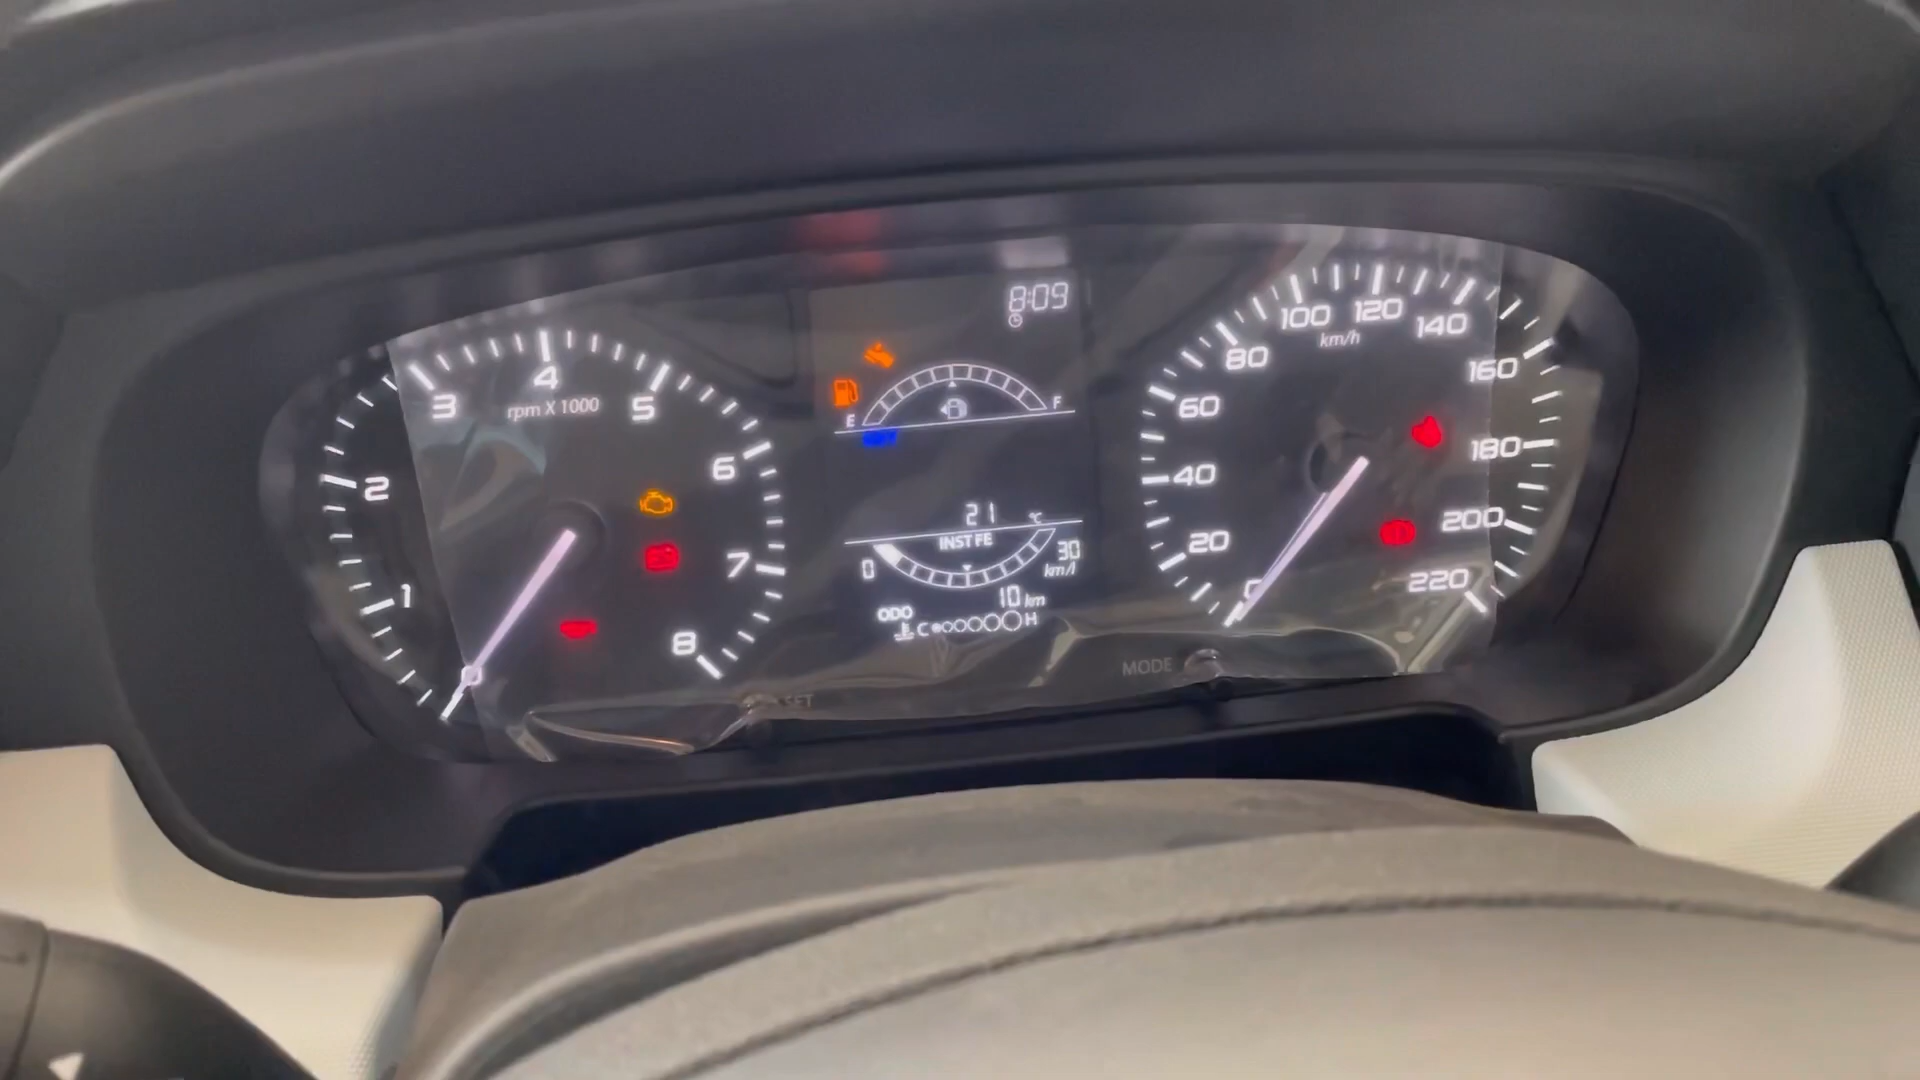 8:09
3 4 5
rpm X 1000
2 6
1 7
8
E F
21 °C
INST FE
0 30
km/l
ODO 10 km
C H
100 120 140
km/h
80 160
60
40 180
20 200
220
MODE